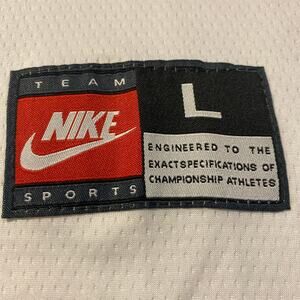 TEAM
NIKE
SPORTS
L
ENGINEERED TO THE
EXACTSPECIFICATIONS OF
CHAMPIONSHIP ATHLETES